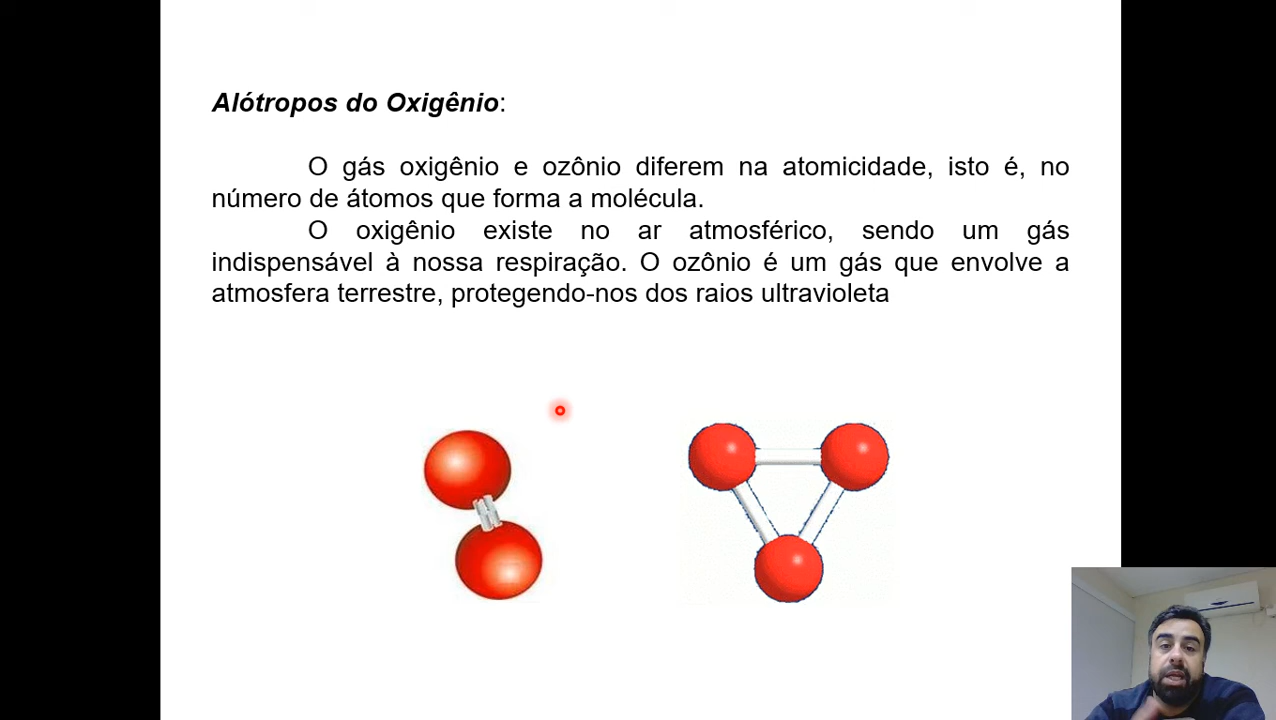 Alótropos do Oxigênio:
O gás oxigênio e ozônio diferem na atomicidade, isto é, no
número de átomos que forma a molécula.
O oxigênio existe no ar atmosférico, sendo um gás
indispensável à nossa respiração. O ozônio é um gás que envolve a
atmosfera terrestre, protegendo-nos dos raios ultravioleta